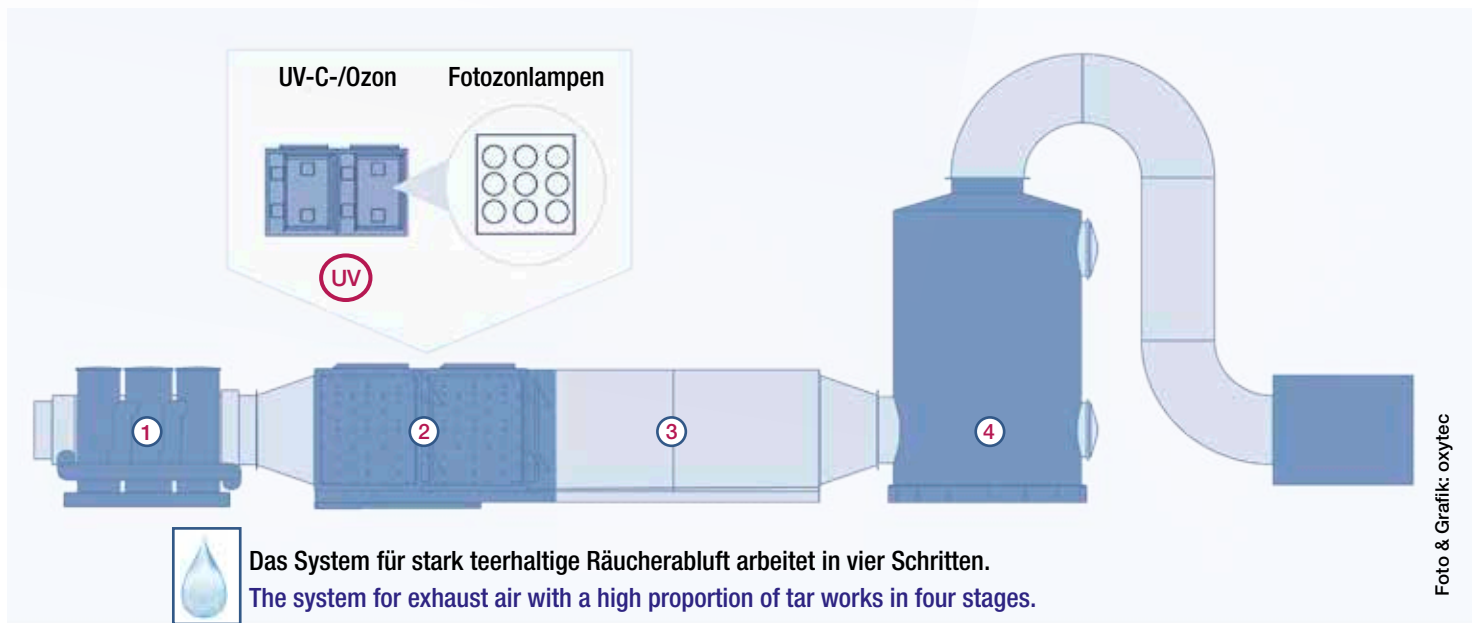 UV-C-/Ozon
Fotozonlampen
UV
1
2
3
4
Das System für stark teerhaltige Räucherabluft arbeitet in vier Schritten.
The system for exhaust air with a high proportion of tar works in four stages.
Foto & Grafik: oxytec